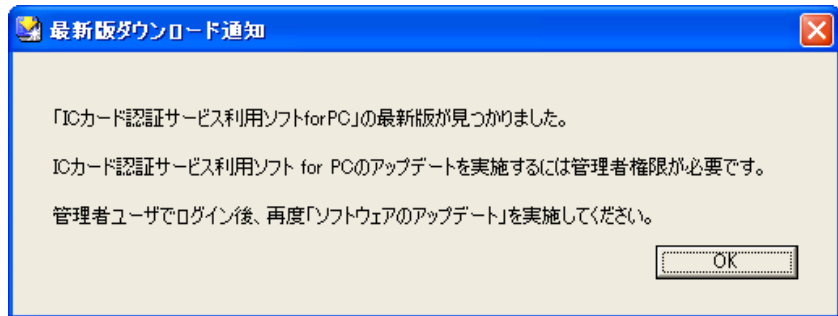 最新版ダウンロード通知
「ICカード認証サービス利用ソフトforPC」の最新版が見つかりました。
ICカード認証サービス利用ソフト for PCのアップデートを実施するには管理者権限が必要です。
管理者ユーザでログイン後、再度「ソフトウェアのアップデート」を実施してください。
OK